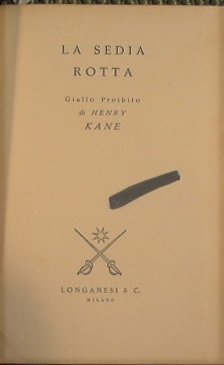 LA SEDIA
ROTTA
Giallo Proibito
di HENRY
KANE
LONGANESI & C.
MILANO